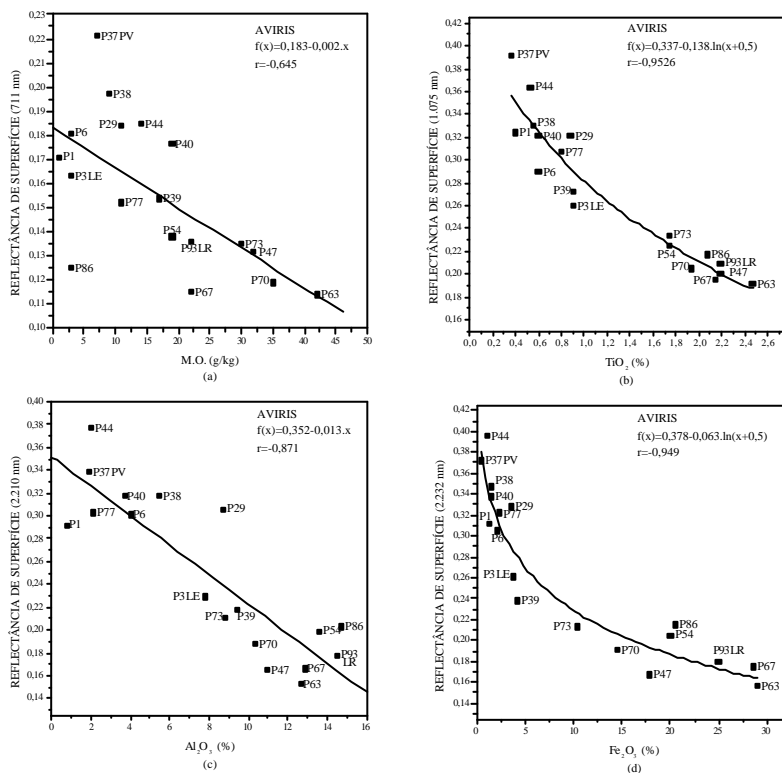 AVIRIS
f(x)=0,183-0,002.x
r=-0,645
REFLECTÂNCIA DE SUPERFÍCIE (711 nm)
0,22
0,21
0,20
0,19
0,18
0,17
0,16
0,15
0,14
0,13
0,12
0,11
0,10
P37PV
P38
P29
P44
P6
P40
P1
P3LE
P77
P39
P54
P93LR
P73
P47
P86
P70
P67
P63
0 5 10 15 20 25 30 35 40 45 50
M.O. (g/kg)
(a)
AVIRIS
f(x)=0,337-0,138.ln(x+0,5)
r=-0,9526
REFLECTÂNCIA DE SUPERFÍCIE (1.075 nm)
0,42
0,40
0,38
0,36
0,34
0,32
0,30
0,28
0,26
0,24
0,22
0,20
0,18
0,16
P37PV
P44
P38
P1
P40
P29
P77
P6
P39
P3LE
P73
P54
P86
P93LR
P70
P47
P67
P63
0,0 0,2 0,4 0,6 0,8 1,0 1,2 1,4 1,6 1,8 2,0 2,2 2,4 2,6
TiO2 (%)
(b)
AVIRIS
f(x)=0,352-0,013.x
r=-0,871
REFLECTÂNCIA DE SUPERFÍCIE (2.210 nm)
0,40
0,38
0,36
0,34
0,32
0,30
0,28
0,26
0,24
0,22
0,20
0,18
0,16
0,14
P44
P37PV
P40
P38
P77
P6
P29
P1
P3LE
P73
P39
P54
P86
P70
P93
LR
P47
P67
P63
0 2 4 6 8 10 12 14 16
Al2O3 (%)
(c)
AVIRIS
f(x)=0,378-0,063.ln(x+0,5)
r=-0,949
REFLECTÂNCIA DE SUPERFÍCIE (2.232 nm)
0,42
0,40
0,38
0,36
0,34
0,32
0,30
0,28
0,26
0,24
0,22
0,20
0,18
0,16
0,14
P44
P37PV
P38
P40
P29
P77
P1
P6
P3LE
P39
P73
P86
P54
P70
P93LR
P47
P67
P63
0 5 10 15 20 25 30
Fe2O3 (%)
(d)